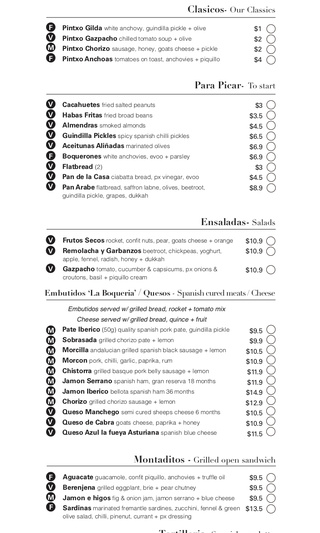 Clasicos- Our Classics
F Pintxo Gilda white anchovy, guindilla pickle + olive $1
V Pintxo Gazpacho chilled tomato soup + olive $2
M Pintxo Chorizo sausage, honey, goats cheese + pickle $2
F Pintxo Anchoas tomatoes on toast, anchovies + piquillo $4
Para Picar- To start
V Cacahuetes fried salted peanuts $3
V Habas Fritas fried broad beans $3.5
V Almendras smoked almonds $4.5
V Guindilla Pickles spicy spanish chilli pickles $6.5
V Aceitunas Aliñadas marinated olives $6.9
F Boquerones white anchovies, evoo + parsley $6.9
V Flatbread (2) $3
V Pan de la Casa ciabatta bread, px vinegar, evoo $4.5
V Pan Arabe flatbread, saffron labne, olives, beetroot, $8.9
guindilla pickle, grapes, dukkah
Ensaladas- Salads
V Frutos Secos rocket, confit nuts, pear, goats cheese + orange $10.9
V Remolacha y Garbanzos beetroot, chickpeas, yoghurt, $10.9
apple, fennel, radish, honey + dukkah
V Gazpacho tomato, cucumber & capsicums, px onions & $10.9
croutons, basil + piquillo cream
Embutidos 'La Boqueria' / Quesos - Spanish cured meats / Cheese
Embutidos served w/ grilled bread, rocket + tomato mix
Cheese served w/ grilled bread, quince + fruit
M Pate Iberico (50g) quality spanish pork pate, guindilla pickle $9.5
M Sobrasada grilled chorizo pate + lemon $9.9
M Morcilla andalucian grilled spanish black sausage + lemon $10.5
M Morcon pork, chilli, garlic, paprika, rum $10.9
M Chistorra grilled basque pork belly sausage + lemon $11.9
M Jamon Serrano spanish ham, gran reserva 18 months $11.9
M Jamon Iberico bellota spanish ham 36 months $14.9
M Chorizo grilled chorizo sausage + lemon $12.9
V Queso Manchego semi cured sheeps cheese 6 months $10.5
V Queso de Cabra goats cheese, paprika + honey $10.9
V Queso Azul la fueya Asturiana spanish blue cheese $11.5
Montaditos - Grilled open sandwich
F Aguacate guacamole, confit piquillo, anchovies + truffle oil $9.5
V Berenjena grilled eggplant, brie + pear chutney $9.5
M Jamon e higos fig & onion jam, jamon serrano + blue cheese $9.5
F Sardinas marinated fremantle sardines, zucchini, fennel & green $13.5
olive salad, chilli, pinenut, currant + px dressing